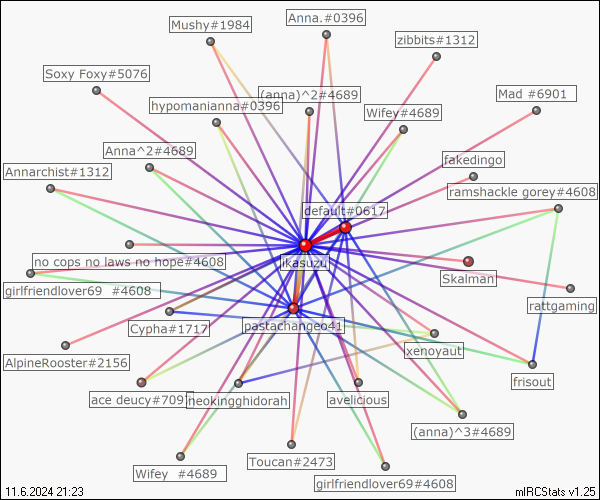 Anna.#0396
Mushy#1984
zibbits#1312
Soxy Foxy#5076
(anna)^2#4689
Mad #6901
hypomanianna#0396
Wifey#4689
Anna^2#4689
fakedingo
Annarchist#1312
ramshackle gorey#4608
default#0617
no cops no laws no hope#4608
likasuzu
Skalman
girlfriendlover69 #4608
rattgaming
Cypha#1717
pastachangeo41
xenoyaut
AlpineRooster#2156
frisout
ace deucy#7097
neokingghidorah
avelicious
(anna)^3#4689
Toucan#2473
Wifey #4689
girlfriendlover69#4608
11.6.2024 21:23
mIRCStats v1.25